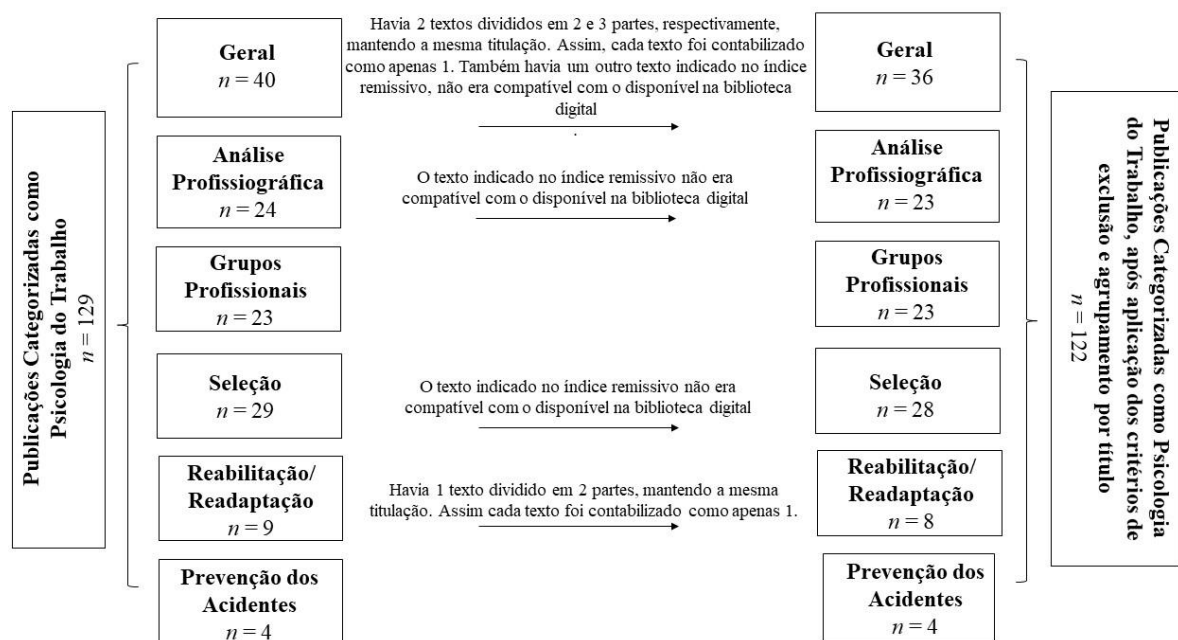 Publicações Categorizadas como
Psicologia do Trabalho
n = 129
Geral
n = 40
Havia 2 textos divididos em 2 e 3 partes, respectivamente,
mantendo a mesma titulação. Assim, cada texto foi contabilizado
como apenas 1. Também havia um outro texto indicado no índice
remissivo, não era compatível com o disponível na biblioteca
digital
.
Geral
n = 36
Análise
Profissiográfica
n = 24
O texto indicado no índice remissivo não era
compatível com o disponível na biblioteca digital
Análise
Profissiográfica
n = 23
Grupos
Profissionais
n = 23
Grupos
Profissionais
n = 23
Seleção
n = 29
O texto indicado no índice remissivo não era
compatível com o disponível na biblioteca digital
Seleção
n = 28
Reabilitação/
Readaptação
n = 9
Havia 1 texto dividido em 2 partes, mantendo a mesma
titulação. Assim cada texto foi contabilizado como apenas 1.
Reabilitação/
Readaptação
n = 8
Prevenção dos
Acidentes
n = 4
Prevenção dos
Acidentes
n = 4
Publicações Categorizadas como Psicologia
do Trabalho, após aplicação dos critérios de
exclusão e agrupamento por título
n = 122